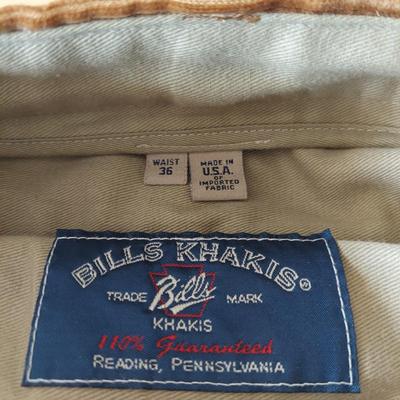 WAIST
36
MADE IN
U.S.A.
OF
IMPORTED
FABRIC
BILLS KHAKIS®
TRADE Bills MARK
KHAKIS
110% Guaranteed
READING, PENNSYLVANIA